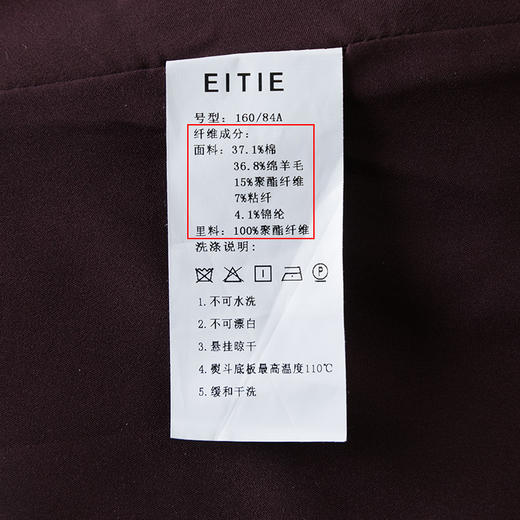 EITIE
号型: 160/84A
纤维成分:
面料: 37.1%棉
36.8%绵羊毛
15%聚酯纤维
7%粘纤
4.1%锦纶
里料: 100%聚酯纤维
洗涤说明:
P
1.不可水洗
2.不可漂白
3.悬挂晾干
4.熨斗底板最高温度110℃
5.缓和干洗